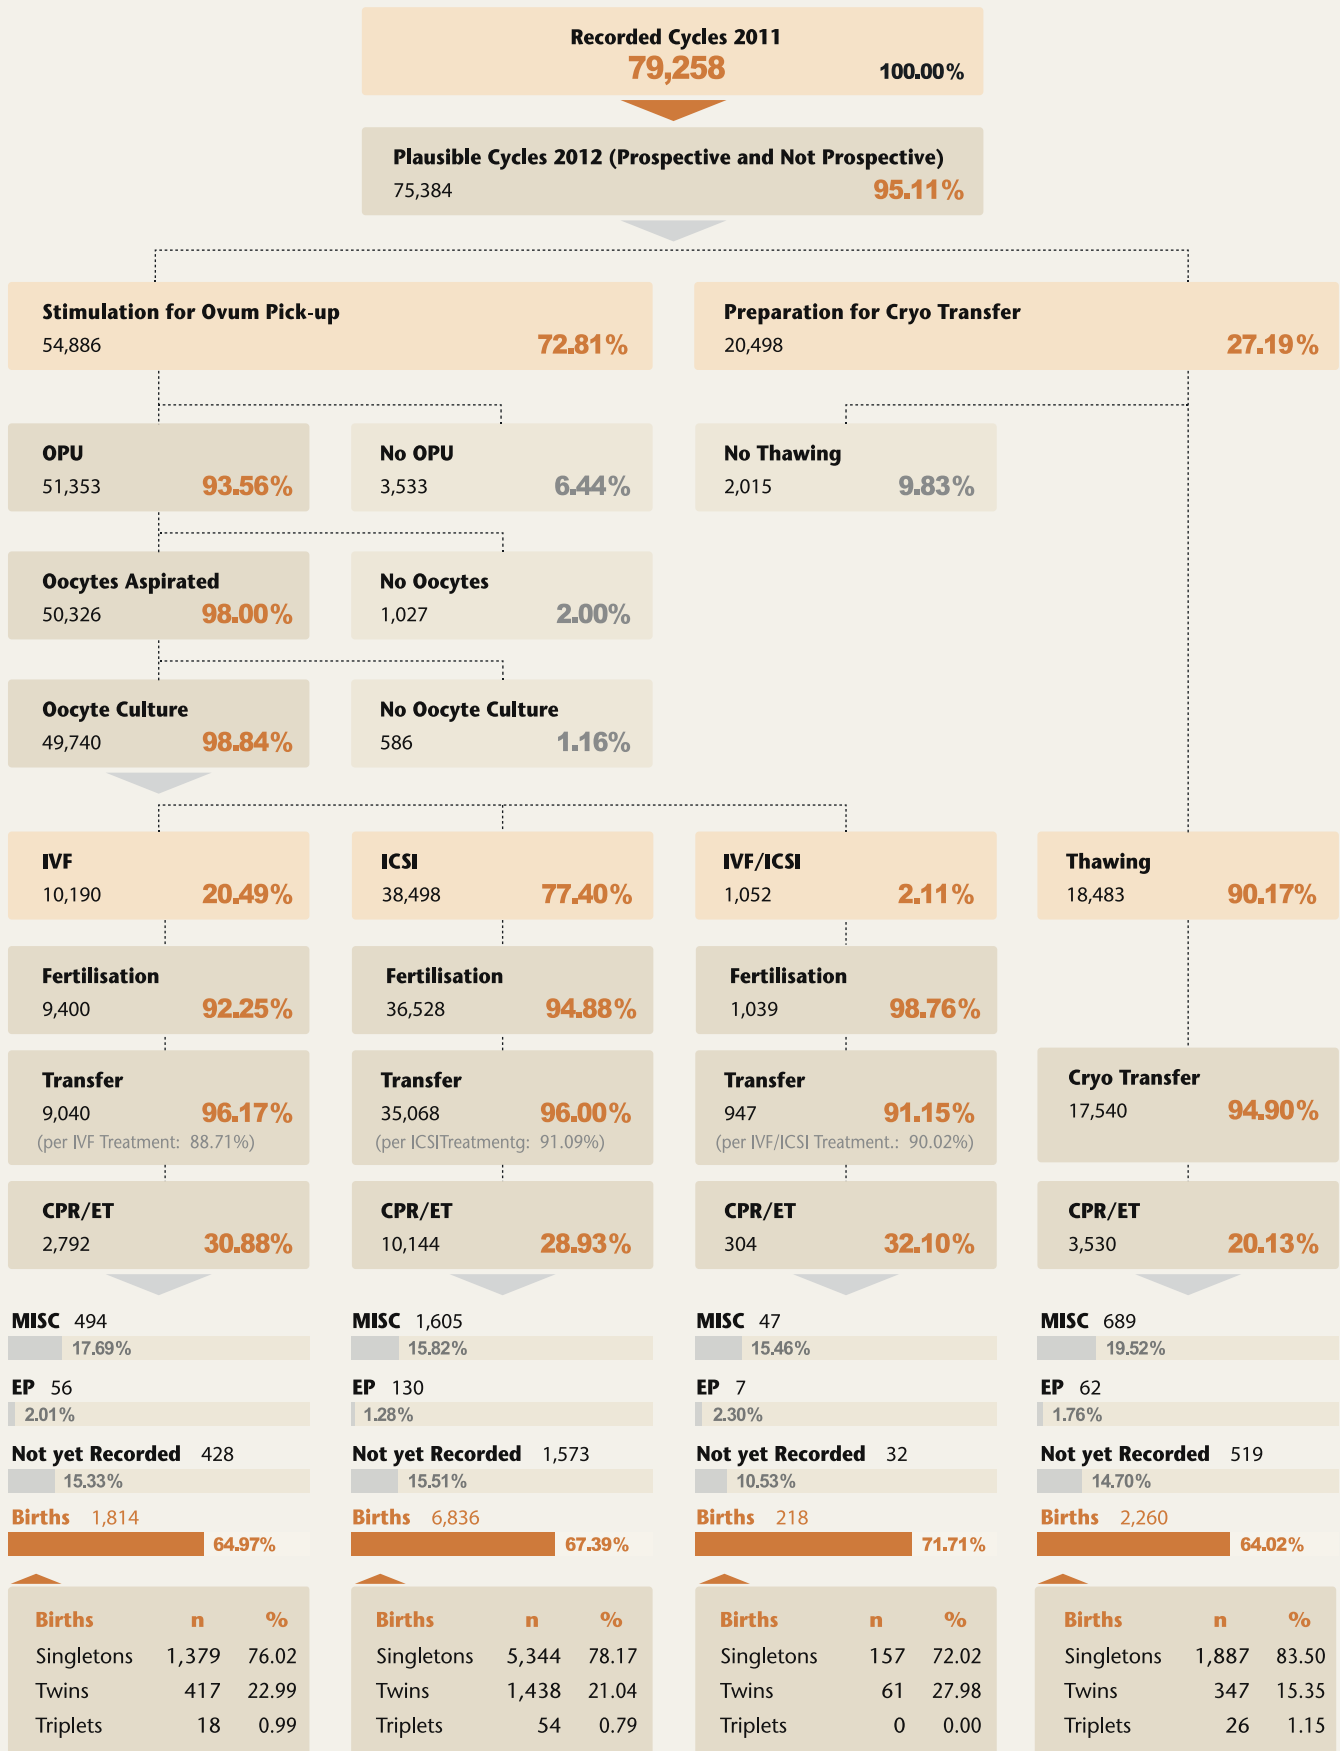 Recorded Cycles 2011
79,258 100.00%
Plausible Cycles 2012 (Prospective and Not Prospective)
75,384 95.11%
Stimulation for Ovum Pick-up
54,886 72.81%
Preparation for Cryo Transfer
20,498 27.19%
OPU
51,353 93.56%
No OPU
3,533 6.44%
No Thawing
2,015 9.83%
Oocytes Aspirated
50,326 98.00%
No Oocytes
1,027 2.00%
Oocyte Culture
49,740 98.84%
No Oocyte Culture
586 1.16%
IVF
10,190 20.49%
ICSI
38,498 77.40%
IVF/ICSI
1,052 2.11%
Thawing
18,483 90.17%
Fertilisation
9,400 92.25%
Fertilisation
36,528 94.88%
Fertilisation
1,039 98.76%
Transfer
9,040 96.17%
(per IVF Treatment: 88.71%)
Transfer
35,068 96.00%
(per ICSITreatmentg: 91.09%)
Transfer
947 91.15%
(per IVF/ICSI Treatment.: 90.02%)
Cryo Transfer
17,540 94.90%
CPR/ET
2,792 30.88%
CPR/ET
10,144 28.93%
CPR/ET
304 32.10%
CPR/ET
3,530 20.13%
MISC 494
17.69%
EP 56
2.01%
Not yet Recorded 428
15.33%
Births 1,814
64.97%
MISC 1,605
15.82%
EP 130
1.28%
Not yet Recorded 1,573
15.51%
Births 6,836
67.39%
MISC 47
15.46%
EP 7
2.30%
Not yet Recorded 32
10.53%
Births 218
71.71%
MISC 689
19.52%
EP 62
1.76%
Not yet Recorded 519
14.70%
Births 2,260
64.02%
Births n %
Singletons 1,379 76.02
Twins 417 22.99
Triplets 18 0.99
Births n %
Singletons 5,344 78.17
Twins 1,438 21.04
Triplets 54 0.79
Births n %
Singletons 157 72.02
Twins 61 27.98
Triplets 0 0.00
Births n %
Singletons 1,887 83.50
Twins 347 15.35
Triplets 26 1.15